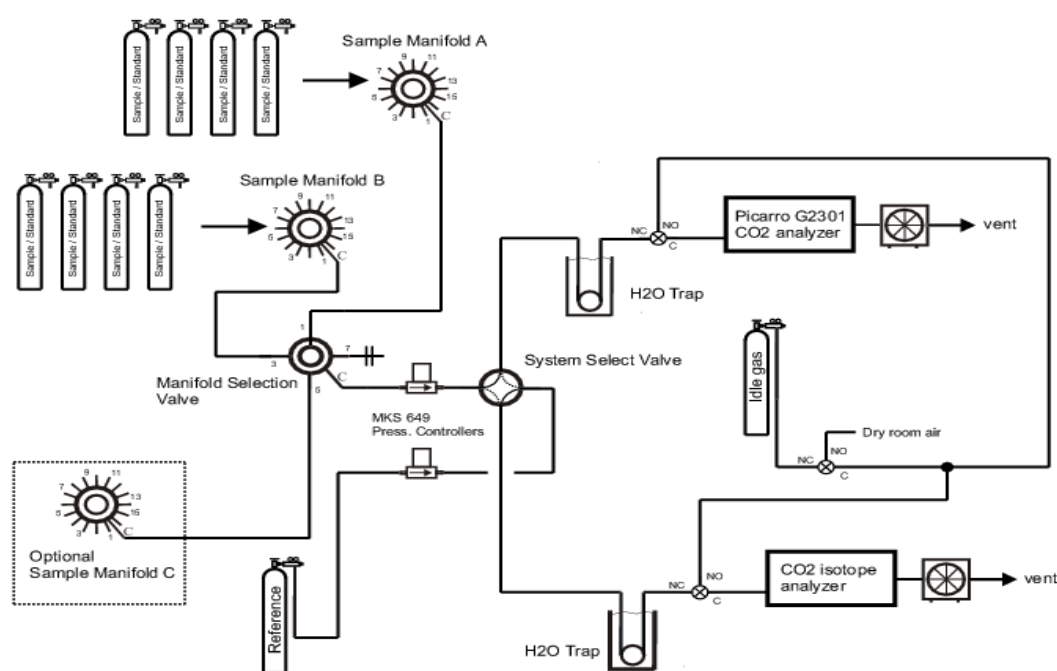 Sample / Standard
Sample / Standard
Sample / Standard
Sample / Standard
Sample Manifold A
1
3
5
7
9
11
13
15
C
Sample / Standard
Sample / Standard
Sample / Standard
Sample / Standard
Sample Manifold B
1
3
5
7
9
11
13
15
C
NC
NO
C
Picarro G2301
CO2 analyzer
vent
H2O Trap
1
3
5
7
C
Manifold Selection
Valve
System Select Valve
MKS 649
Press. Controllers
Idle gas
Dry room air
NC
NO
C
9
11
7
13
5
15
3
1
C
Optional
Sample Manifold C
Reference
H2O Trap
NC
NO
C
CO2 isotope
analyzer
vent